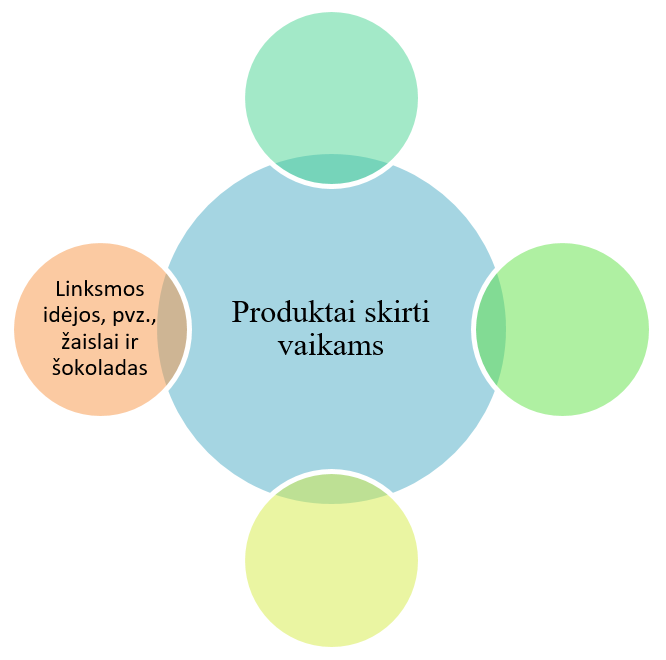 Linksmos
idėjos, pvz.,
žaislai ir
šokoladas
Produktai skirti
vaikams